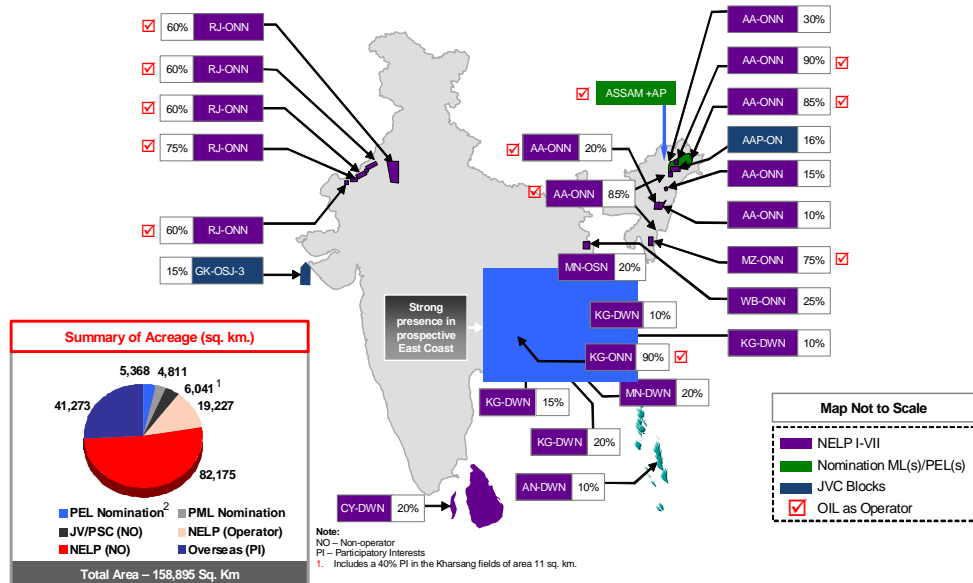 60% RJ-ONN
60% RJ-ONN
60% RJ-ONN
75% RJ-ONN
60% RJ-ONN
15% GK-OSJ-3
ASSAM +AP
AA-ONN 20%
AA-ONN 85%
AA-ONN 30%
AA-ONN 90%
AA-ONN 85%
AAP-ON 16%
AA-ONN 15%
AA-ONN 10%
MZ-ONN 75%
WB-ONN 25%
KG-DWN 10%
MN-OSN 20%
KG-DWN 10%
KG-ONN 90%
MN-DWN 20%
KG-DWN 15%
KG-DWN 20%
AN-DWN 10%
CY-DWN 20%
Strong
presence in
prospective
East Coast
Summary of Acreage (sq. km.)
5,368
4,811
6,041 1
19,227
41,273
82,175
PEL Nomination 2
PML Nomination
JV/PSC (NO)
NELP (Operator)
NELP (NO)
Overseas (PI)
Total Area – 158,895 Sq. Km
Note:
NO – Non-operator
PI – Participatory Interests
1. Includes a 40% PI in the Kharsang fields of area 11 sq. km.
Map Not to Scale
NELP I-VII
Nomination ML(s)/PEL(s)
JVC Blocks
OIL as Operator